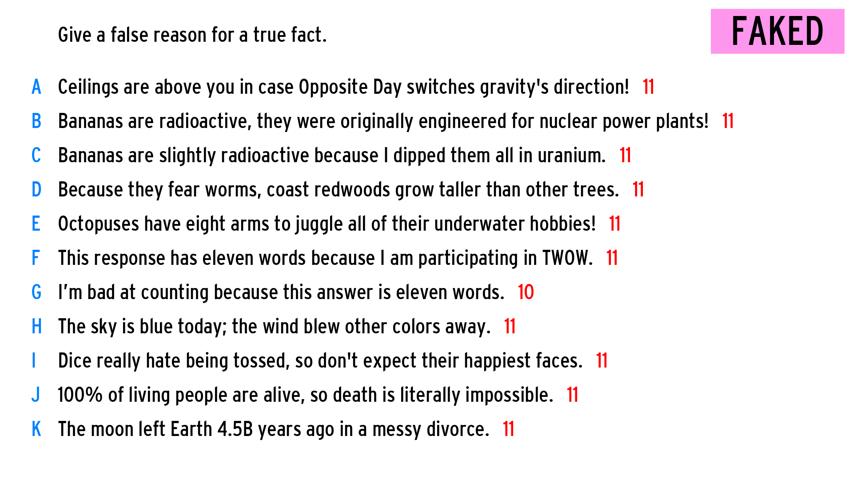 Give a false reason for a true fact.
FAKED
A Ceilings are above you in case Opposite Day switches gravity's direction! 11
B Bananas are radioactive, they were originally engineered for nuclear power plants! 11
C Bananas are slightly radioactive because I dipped them all in uranium. 11
D Because they fear worms, coast redwoods grow taller than other trees. 11
E Octopuses have eight arms to juggle all of their underwater hobbies! 11
F This response has eleven words because I am participating in TWOW. 11
G I’m bad at counting because this answer is eleven words. 10
H The sky is blue today; the wind blew other colors away. 11
I Dice really hate being tossed, so don't expect their happiest faces. 11
J 100% of living people are alive, so death is literally impossible. 11
K The moon left Earth 4.5B years ago in a messy divorce. 11